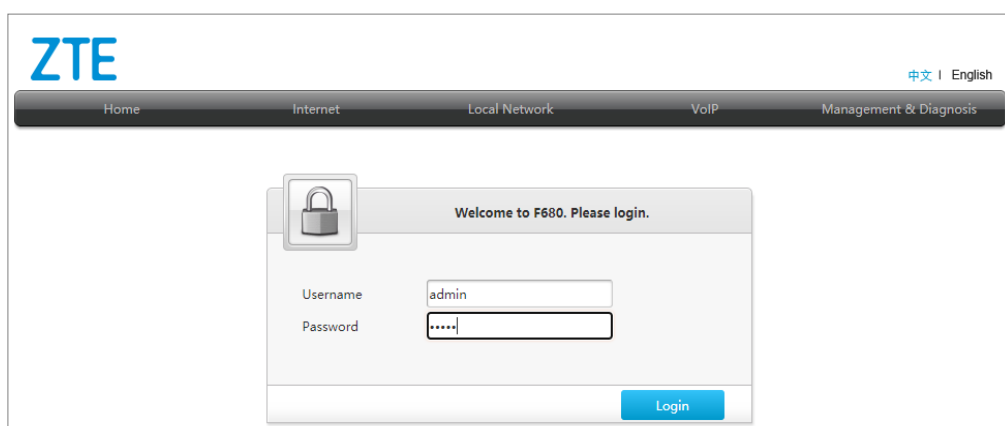 ZTE
中文 | English
Home Internet Local Network VoIP Management & Diagnosis
Welcome to F680. Please login.
Username admin
Password •••••
Login